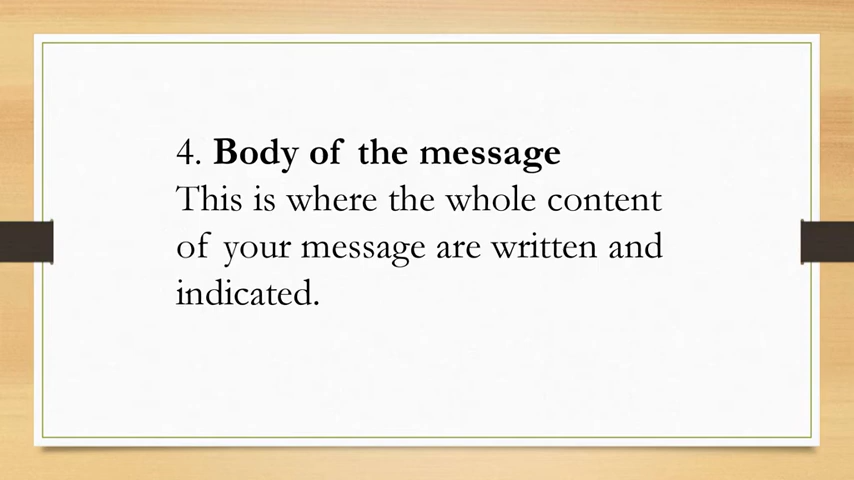 4. Body of the message
This is where the whole content
of your message are written and
indicated.